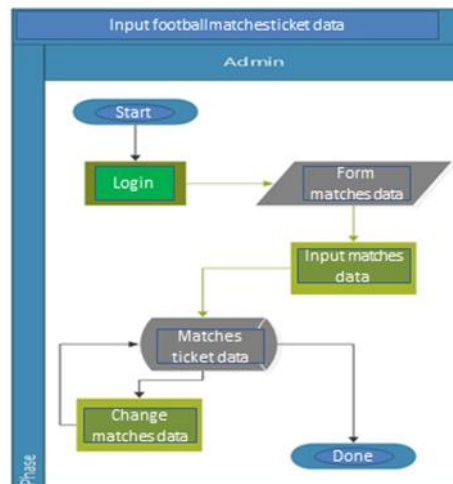 Input footballmatchesticket data
Admin
Start
Login
Form
matches data
Input matches
data
Matches
ticket data
Change
matches data
Done
Phase